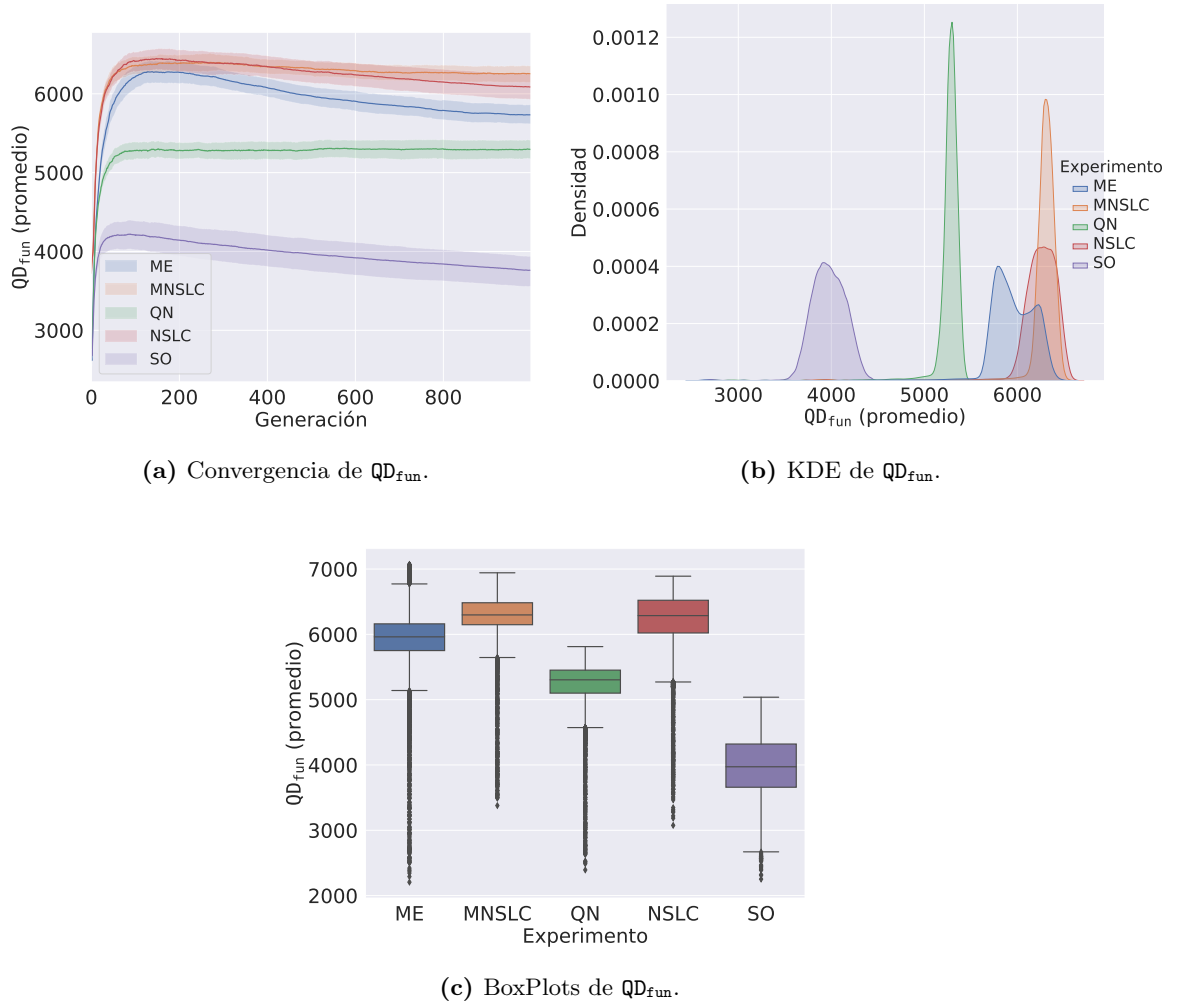 6000
5000
4000
3000
QD_fun (promedio)
ME
MNSLC
QN
NSLC
SO
0 200 400 600 800
Generación
(a) Convergencia de QD_fun.
0.0012
0.0010
0.0008
0.0006
0.0004
0.0002
0.0000
Densidad
Experimento
ME
MNSLC
QN
NSLC
SO
3000 4000 5000 6000
QD_fun (promedio)
(b) KDE de QD_fun.
7000
6000
5000
4000
3000
2000
QD_fun (promedio)
ME MNSLC QN NSLC SO
Experimento
(c) BoxPlots de QD_fun.